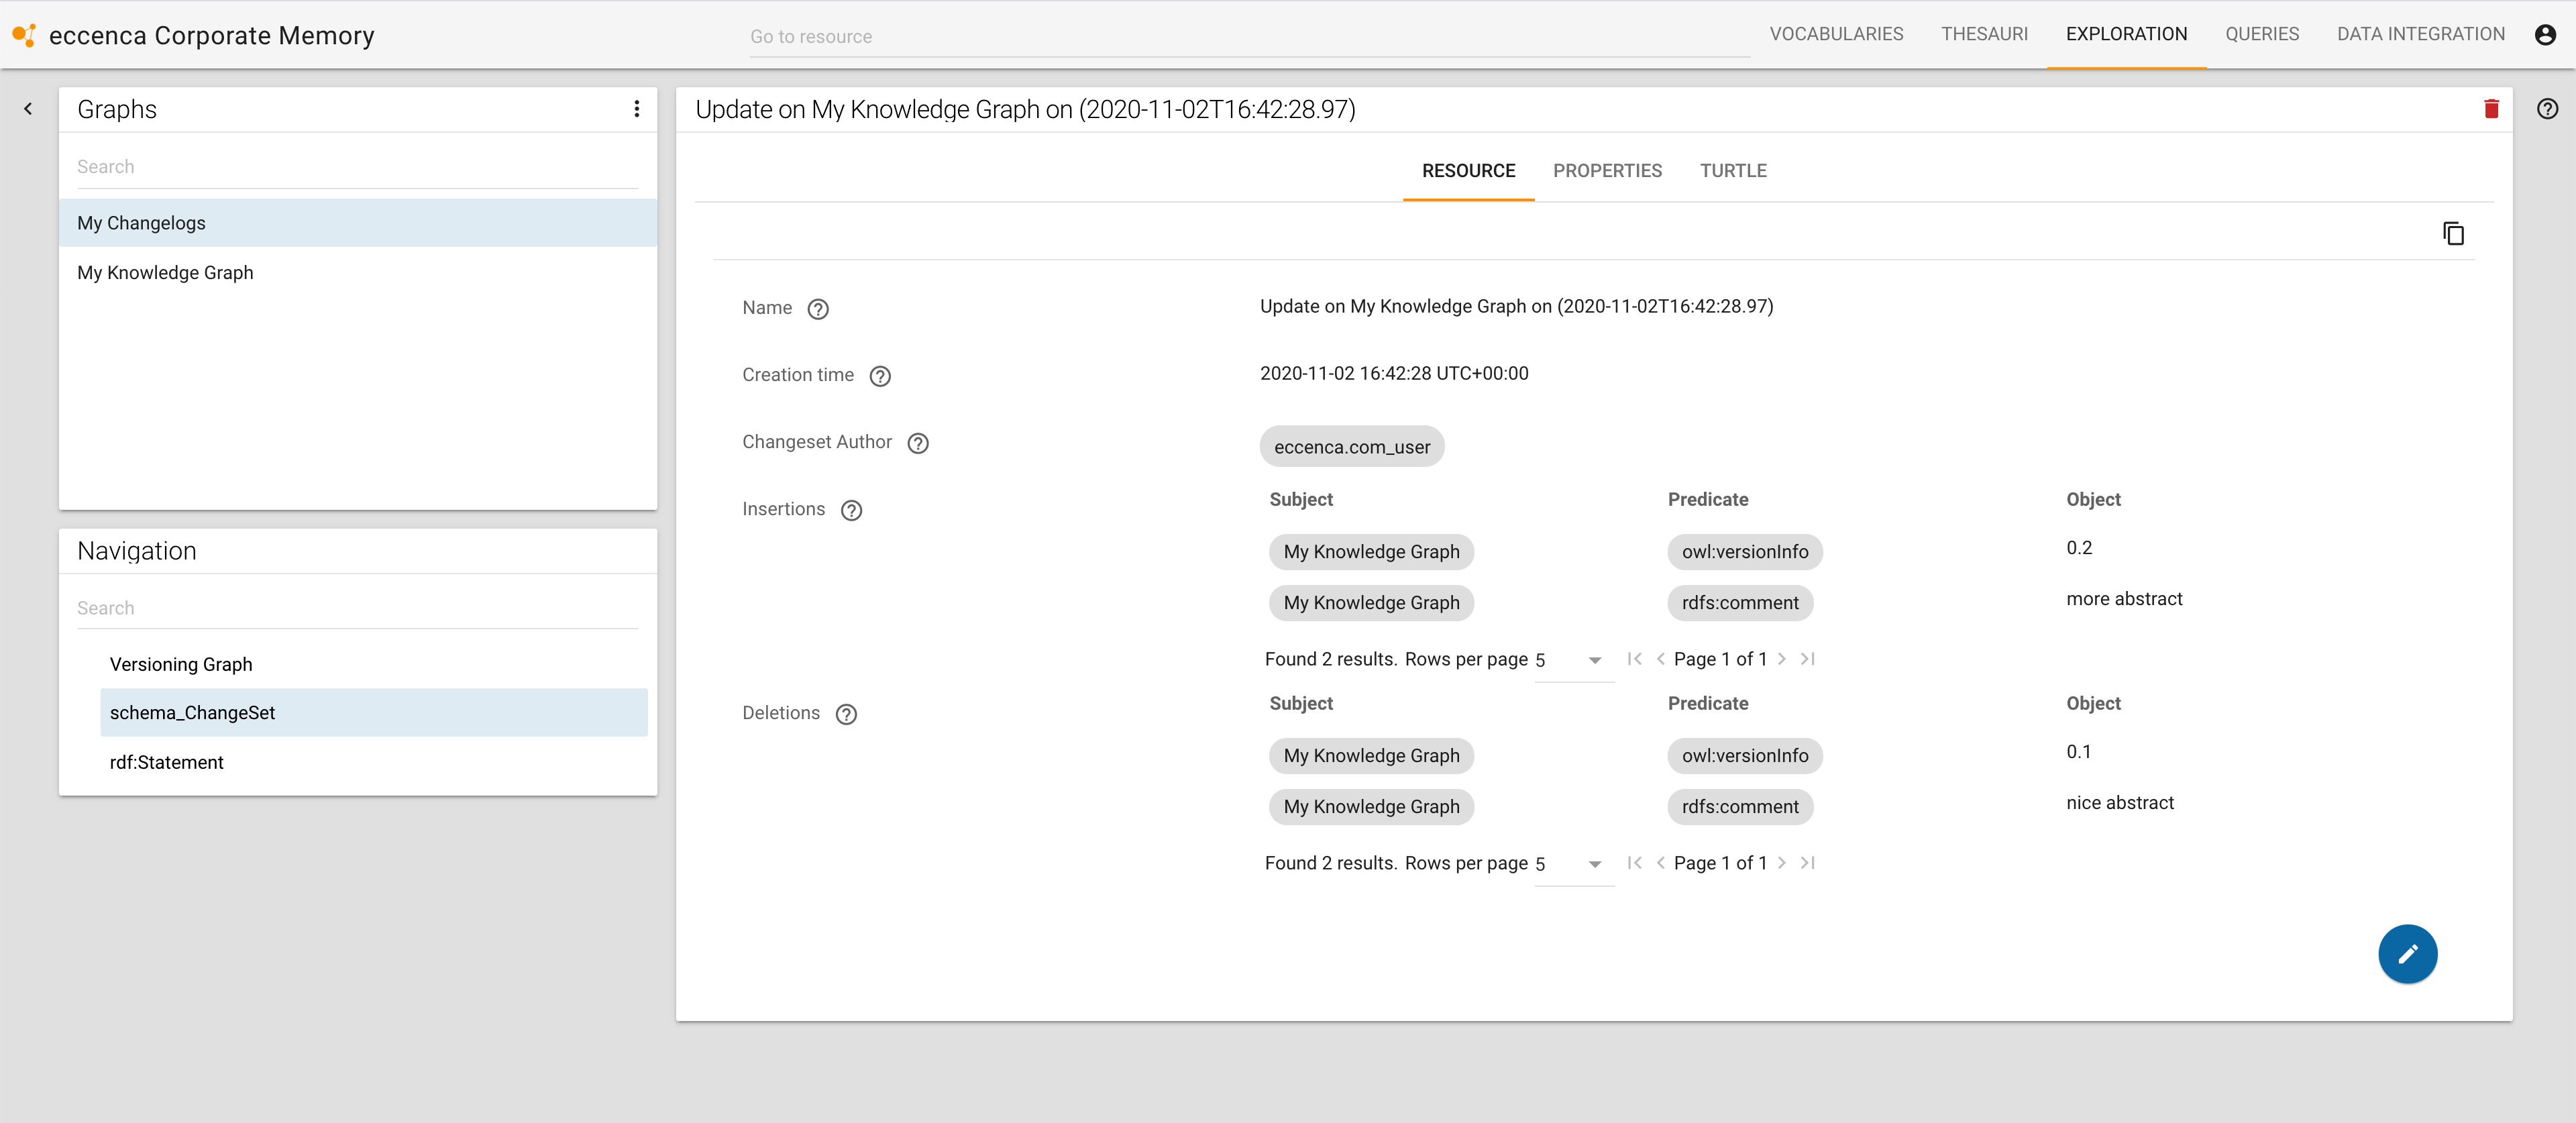 eccenca Corporate Memory
Go to resource
VOCABULARIES THESAURI EXPLORATION QUERIES DATA INTEGRATION
Graphs
Search
My Changelogs
My Knowledge Graph
Navigation
Search
Versioning Graph
schema_ChangeSet
rdf:Statement
Update on My Knowledge Graph on (2020-11-02T16:42:28.97)
RESOURCE PROPERTIES TURTLE
Name Update on My Knowledge Graph on (2020-11-02T16:42:28.97)
Creation time 2020-11-02 16:42:28 UTC+00:00
Changeset Author eccenca.com_user
Insertions Subject Predicate Object
My Knowledge Graph owl:versionInfo 0.2
My Knowledge Graph rdfs:comment more abstract
Found 2 results. Rows per page 5 Page 1 of 1
Deletions Subject Predicate Object
My Knowledge Graph owl:versionInfo 0.1
My Knowledge Graph rdfs:comment nice abstract
Found 2 results. Rows per page 5 Page 1 of 1